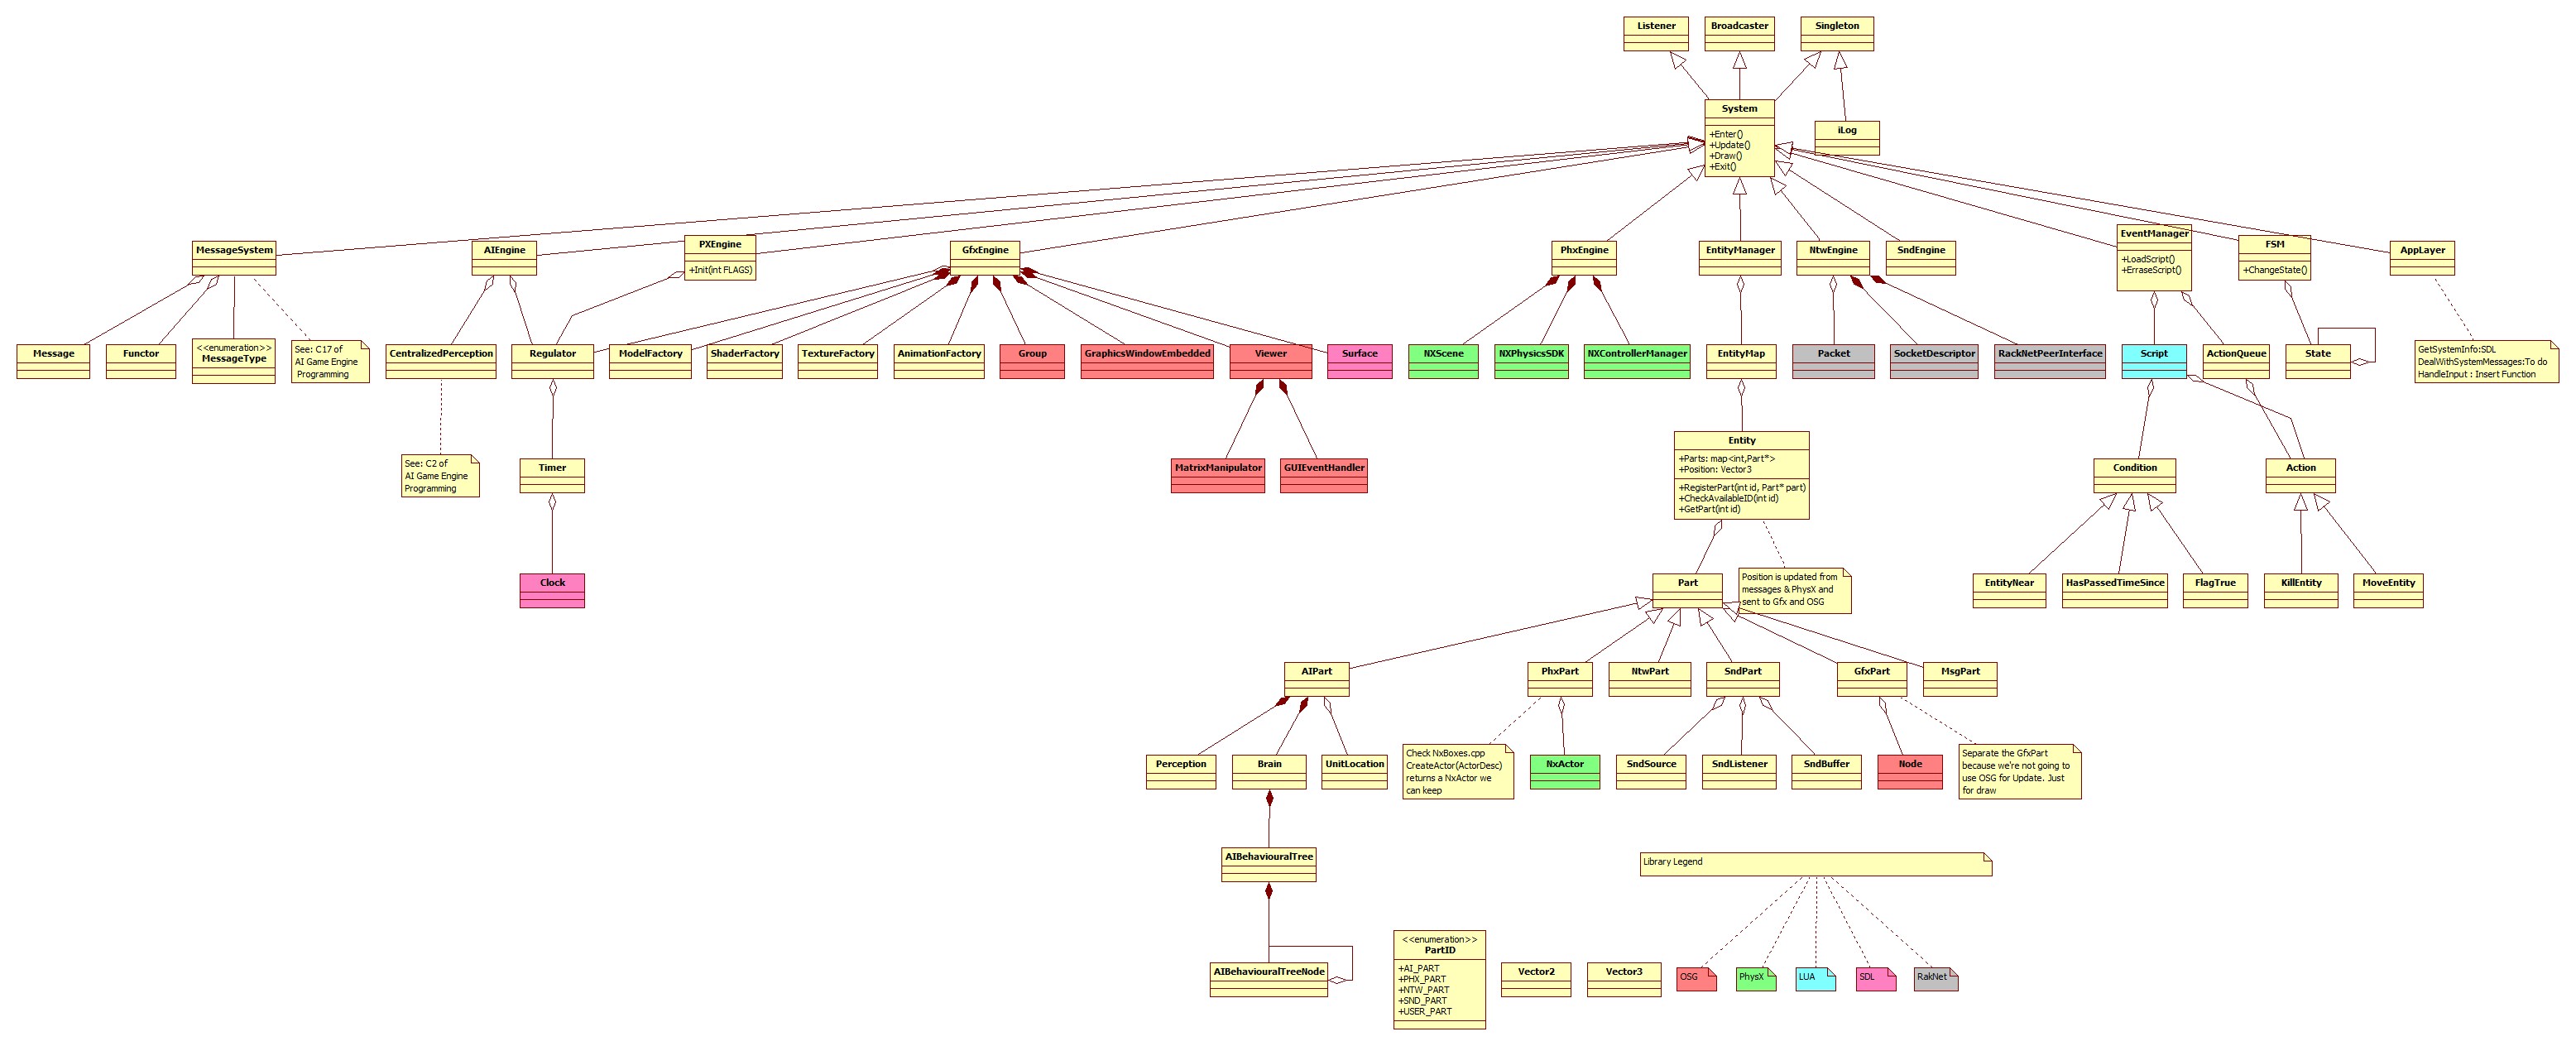 Listener
Broadcaster
Singleton
System
+Enter()
+Update()
+Draw()
+Exit()
iLog
MessageSystem
AIEngine
PXEngine
+Init(int FLAGS)
GfxEngine
PhxEngine
EntityManager
NtwEngine
SndEngine
EventManager
+LoadScript()
+ErraseScript()
FSM
+ChangeState()
AppLayer
Message
Functor
<<enumeration>>
MessageType
See: C17 of
AI Game Engine
Programming
CentralizedPerception
Regulator
ModelFactory
ShaderFactory
TextureFactory
AnimationFactory
Group
GraphicsWindowEmbedded
Viewer
Surface
NXScene
NXPhysicsSDK
NXControllerManager
EntityMap
Packet
SocketDescriptor
RackNetPeerInterface
Script
ActionQueue
State
GetSystemInfo:SDL
DealWithSystemMessages:To do
HandleInput : Insert Function
See: C2 of
AI Game Engine
Programming
Timer
MatrixManipulator
GUIEventHandler
Entity
+Parts: map<int,Part*>
+Position: Vector3
+RegisterPart(int id, Part* part)
+CheckAvailableID(int id)
+GetPart(int id)
Condition
Action
Clock
Part
Position is updated from
messages & PhysX and
sent to Gfx and OSG
EntityNear
HasPassedTimeSince
FlagTrue
KillEntity
MoveEntity
AIPart
PhxPart
NtwPart
SndPart
GfxPart
MsgPart
Perception
Brain
UnitLocation
Check NxBoxes.cpp
CreateActor(ActorDesc)
returns a NxActor we
can keep
NxActor
SndSource
SndListener
SndBuffer
Node
Separate the GfxPart
because we're not going to
use OSG for Update. Just
for draw
AIBehaviouralTree
Library Legend
AIBehaviouralTreeNode
<<enumeration>>
PartID
+AI_PART
+PHX_PART
+NTW_PART
+SND_PART
+USER_PART
Vector2
Vector3
OSG
PhysX
LUA
SDL
RakNet